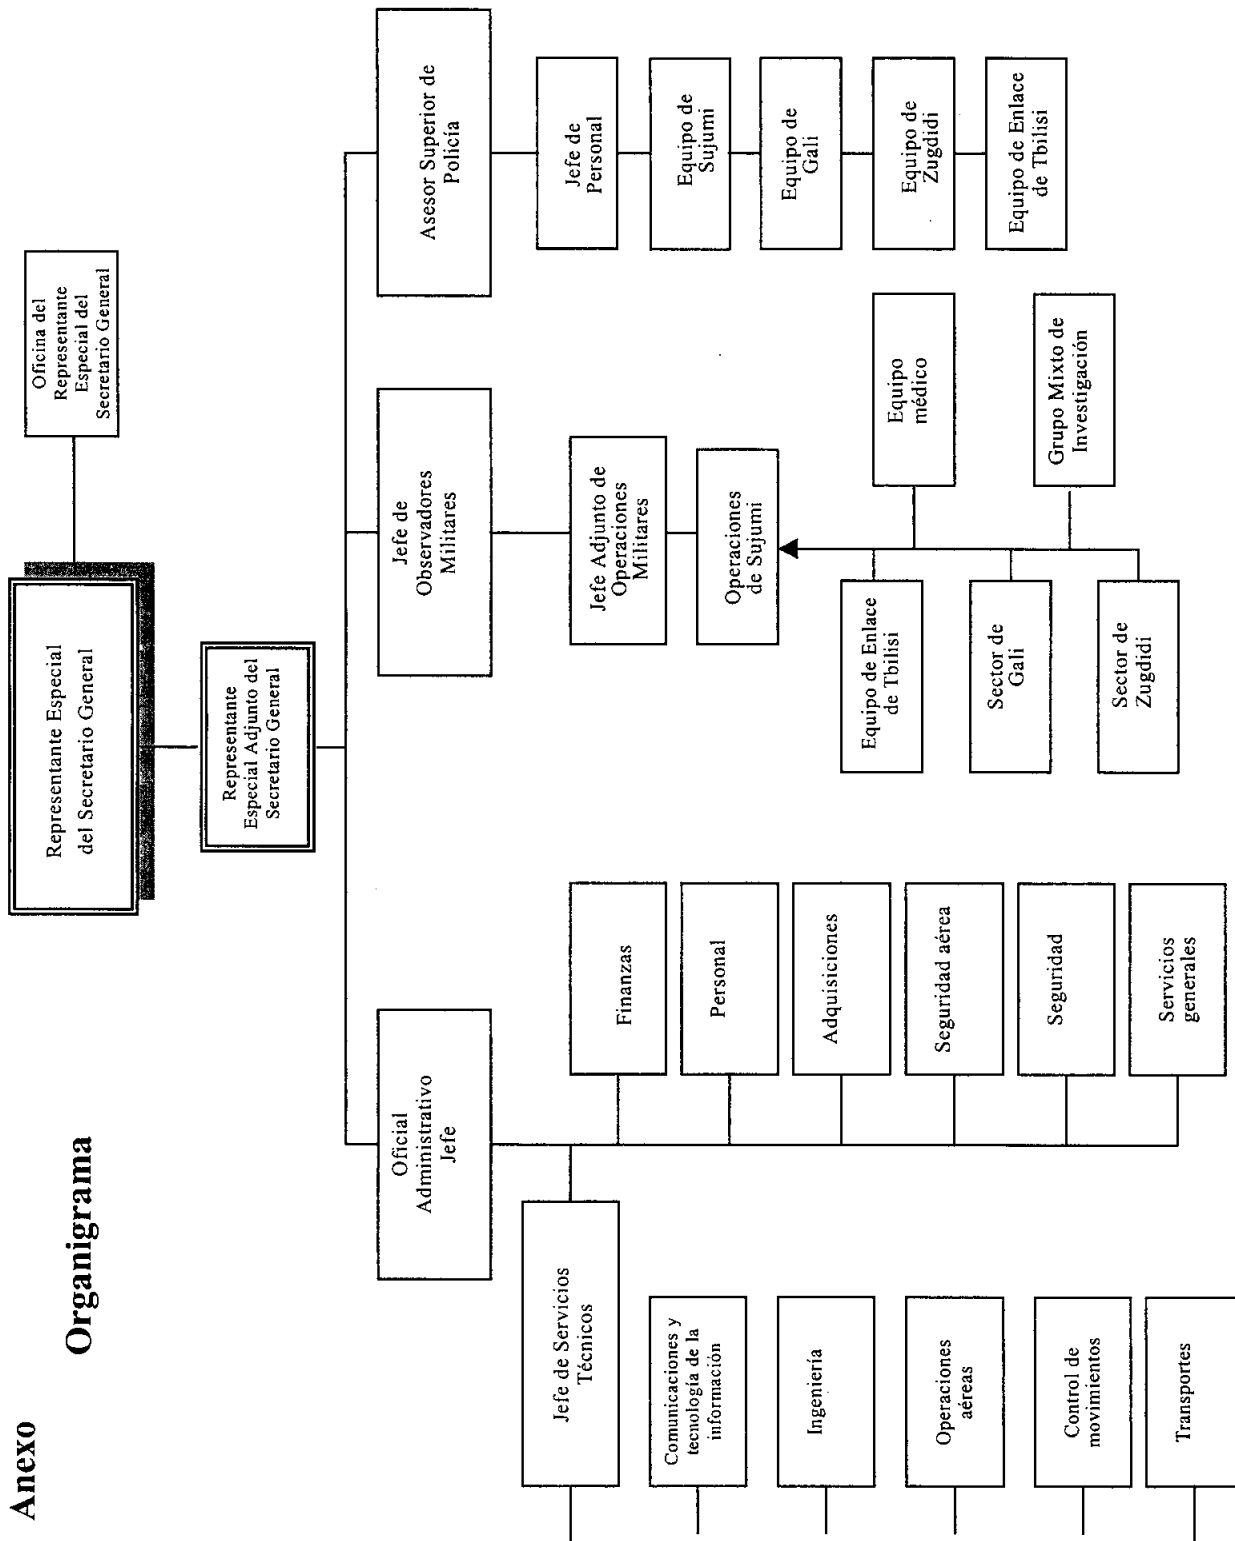 Anexo
Organigrama
Representante Especial
del Secretario General
Oficina del
Representante
Especial del
Secretario General
Representante
Especial Adjunto del
Secretario General
Oficial
Administrativo
Jefe
Jefe de
Observadores
Militares
Asesor Superior de
Policía
Jefe de Servicios
Técnicos
Comunicaciones y
tecnología de la
información
Ingeniería
Operaciones
aéreas
Control de
movimientos
Transportes
Finanzas
Personal
Adquisiciones
Seguridad aérea
Seguridad
Servicios
generales
Jefe Adjunto de
Operaciones
Militares
Operaciones
de Sujumi
Equipo de Enlace
de Tbilisi
Sector de
Gali
Sector de
Zugdidi
Equipo
médico
Grupo Mixto de
Investigación
Jefe de
Personal
Equipo de
Sujumi
Equipo de
Gali
Equipo de
Zugdidi
Equipo de Enlace
de Tbilisi